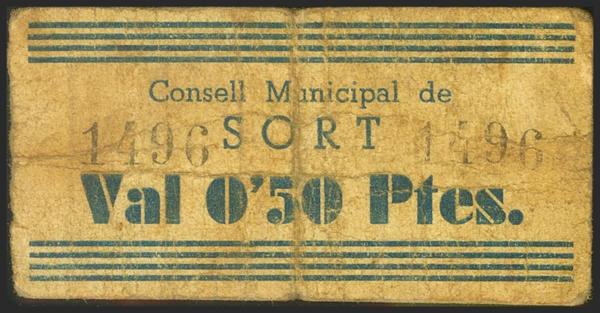 Consell Municipal de
1496 SORT 1496
Val 0'50 Ptes.